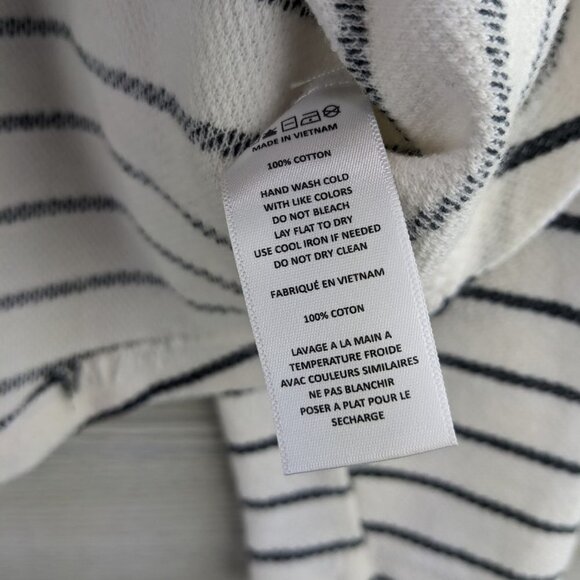 MADE IN VIETNAM
100% COTTON
HAND WASH COLD
WITH LIKE COLORS
DO NOT BLEACH
LAY FLAT TO DRY
USE COOL IRON IF NEEDED
DO NOT DRY CLEAN
FABRIQUÉ EN VIETNAM
100% COTON
LAVAGE A LA MAIN A
TEMPERATURE FROIDE
AVEC COULEURS SIMILAIRES
NE PAS BLANCHIR
POSER A PLAT POUR LE
SECHARGE